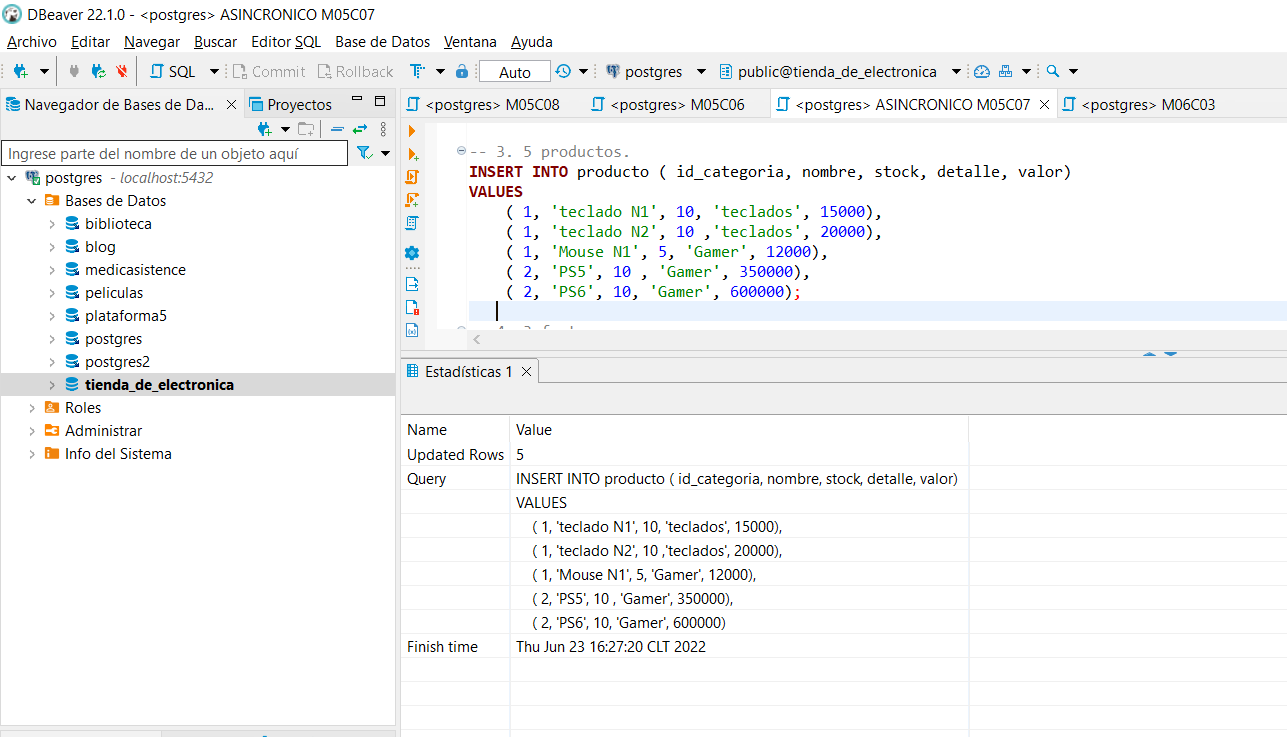 DBeaver 22.1.0 - <postgres> ASINCRONICO M05C07
Archivo Editar Navegar Buscar Editor SQL Base de Datos Ventana Ayuda
SQL Commit Rollback Auto postgres public@tienda_de_electronica
Navegador de Bases de Da... Proyectos
Ingrese parte del nombre de un objeto aquí
postgres - localhost:5432
Bases de Datos
biblioteca
blog
medicasistence
peliculas
plataforma5
postgres
postgres2
tienda_de_electronica
Roles
Administrar
Info del Sistema
<postgres> M05C08 <postgres> M05C06 <postgres> ASINCRONICO M05C07 <postgres> M06C03
-- 3. 5 productos.
INSERT INTO producto ( id_categoria, nombre, stock, detalle, valor)
VALUES
( 1, 'teclado N1', 10, 'teclados', 15000),
( 1, 'teclado N2', 10 ,'teclados', 20000),
( 1, 'Mouse N1', 5, 'Gamer', 12000),
( 2, 'PS5', 10 , 'Gamer', 350000),
( 2, 'PS6', 10, 'Gamer', 600000);
Estadísticas 1
Name Value
Updated Rows 5
Query INSERT INTO producto ( id_categoria, nombre, stock, detalle, valor)
VALUES
( 1, 'teclado N1', 10, 'teclados', 15000),
( 1, 'teclado N2', 10 ,'teclados', 20000),
( 1, 'Mouse N1', 5, 'Gamer', 12000),
( 2, 'PS5', 10 , 'Gamer', 350000),
( 2, 'PS6', 10, 'Gamer', 600000)
Finish time Thu Jun 23 16:27:20 CLT 2022